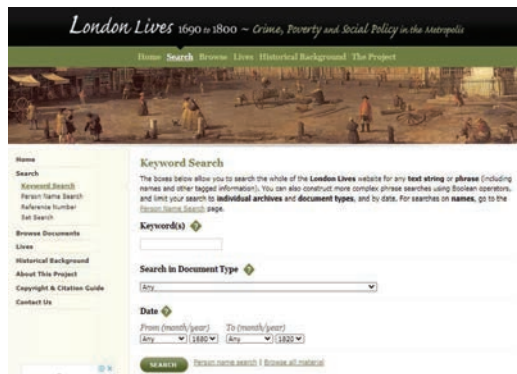 London Lives 1690 to 1800 ~ Crime, Poverty and Social Policy in the Metropolis
Home Search Browse Lives Historical Background The Project
Home
Search
Keyword Search
Person Name Search
Reference Number
Set Search
Browse Documents
Lives
Historical Background
About This Project
Copyright & Citation Guide
Contact Us
Keyword Search
The boxes below allow you to search the whole of the London Lives website for any text string or phrase (including
names and other tagged information). You can also construct more complex phrase searches using Boolean operators,
and limit your search to individual archives and document types, and by date. For searches on names, go to the
Person Name Search page.
Keyword(s) ?
Search in Document Type ?
Any
Date ?
From (month/year) To (month/year)
Any 1680 Any 1820
SEARCH Person name search | Browse all material